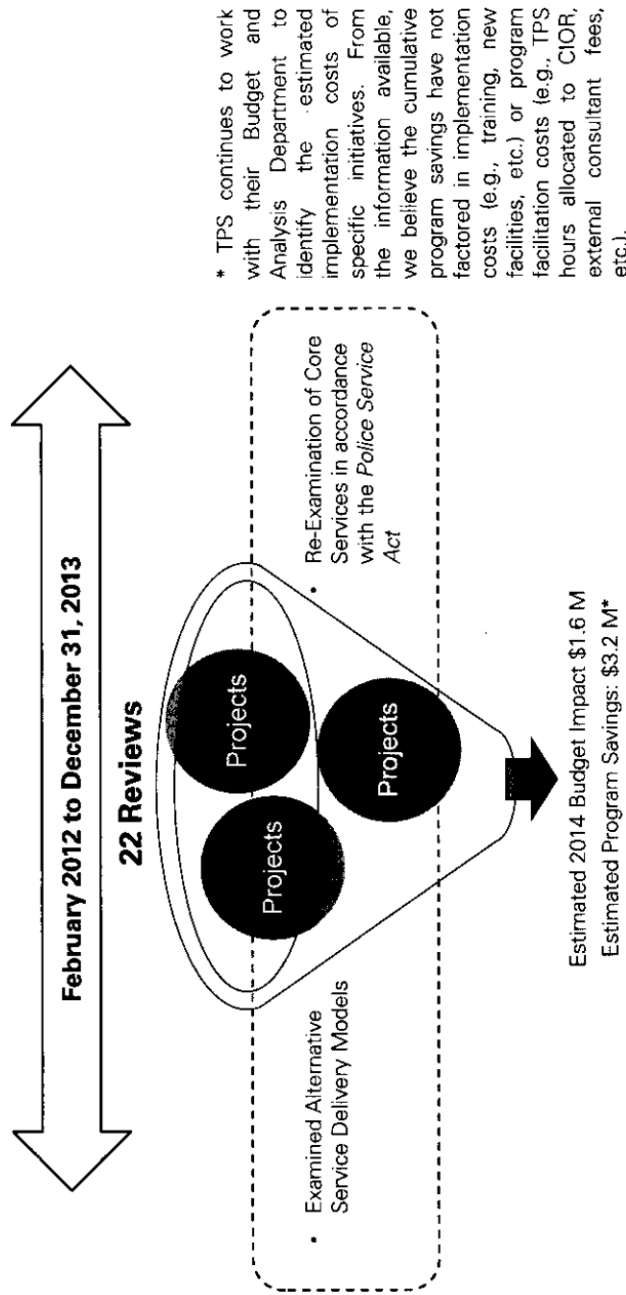 February 2012 to December 31, 2013
22 Reviews
• Examined Alternative
Service Delivery Models
Projects
Projects
Projects
• Re-Examination of Core
Services in accordance
with the Police Service
Act
Estimated 2014 Budget Impact $1.6 M
Estimated Program Savings: $3.2 M*
* TPS continues to work
with their Budget and
Analysis Department to
identify the estimated
implementation costs of
specific initiatives. From
the information available,
we believe the cumulative
program savings have not
factored in implementation
costs (e.g., training, new
facilities, etc.) or program
facilitation costs (e.g., TPS
hours allocated to CIOR,
external consultant fees,
etc.).